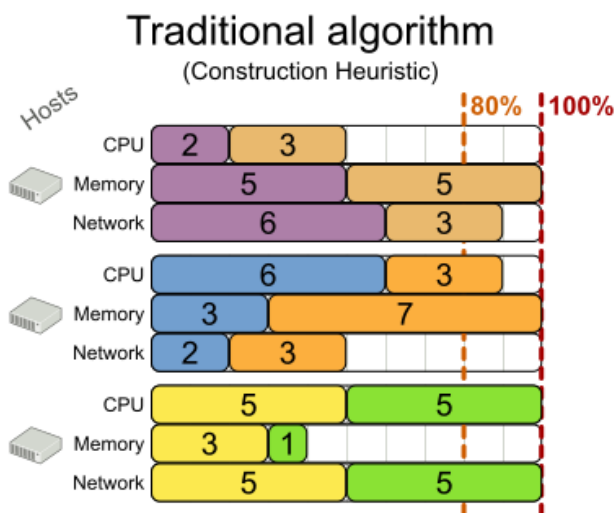 Traditional algorithm
(Construction Heuristic)
Hosts
80% 100%
CPU 2 3
Memory 5 5
Network 6 3
CPU 6 3
Memory 3 7
Network 2 3
CPU 5 5
Memory 3 1
Network 5 5